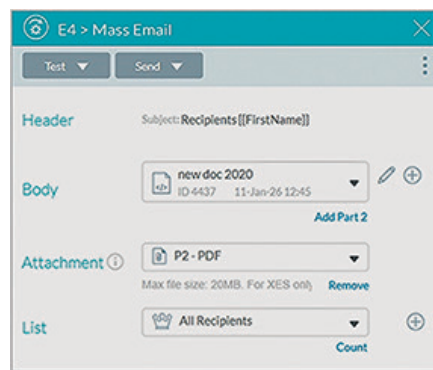 E4 > Mass Email
Test Send
Header Subject: Recipients [[FirstName]]
Body new doc 2020
ID 4437 11-Jan-26 12:45
Add Part 2
Attachment P2 - PDF
Max file size: 20MB. For XES only Remove
List All Recipients
Count